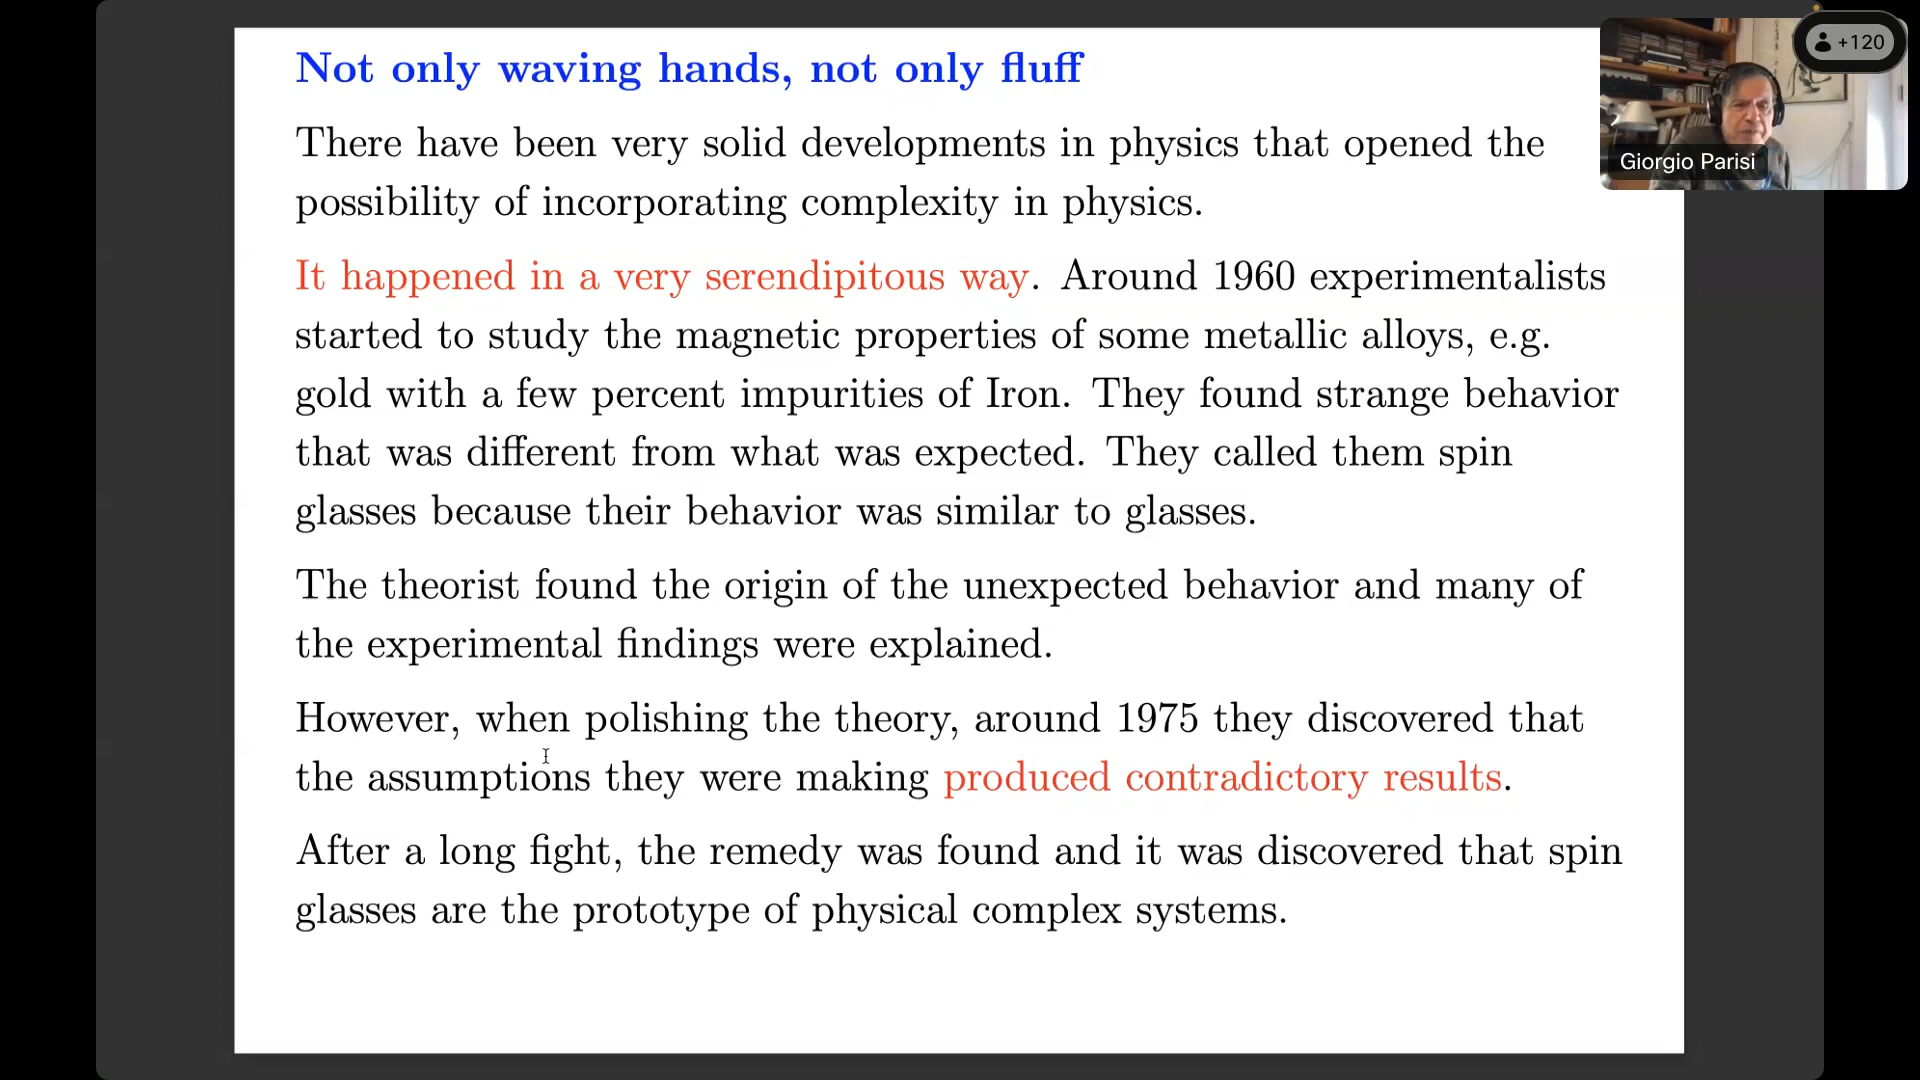 Not only waving hands, not only fluff
There have been very solid developments in physics that opened the
possibility of incorporating complexity in physics.
It happened in a very serendipitous way. Around 1960 experimentalists
started to study the magnetic properties of some metallic alloys, e.g.
gold with a few percent impurities of Iron. They found strange behavior
that was different from what was expected. They called them spin
glasses because their behavior was similar to glasses.
The theorist found the origin of the unexpected behavior and many of
the experimental findings were explained.
However, when polishing the theory, around 1975 they discovered that
the assumptions they were making produced contradictory results.
After a long fight, the remedy was found and it was discovered that spin
glasses are the prototype of physical complex systems.
+120
Giorgio Parisi